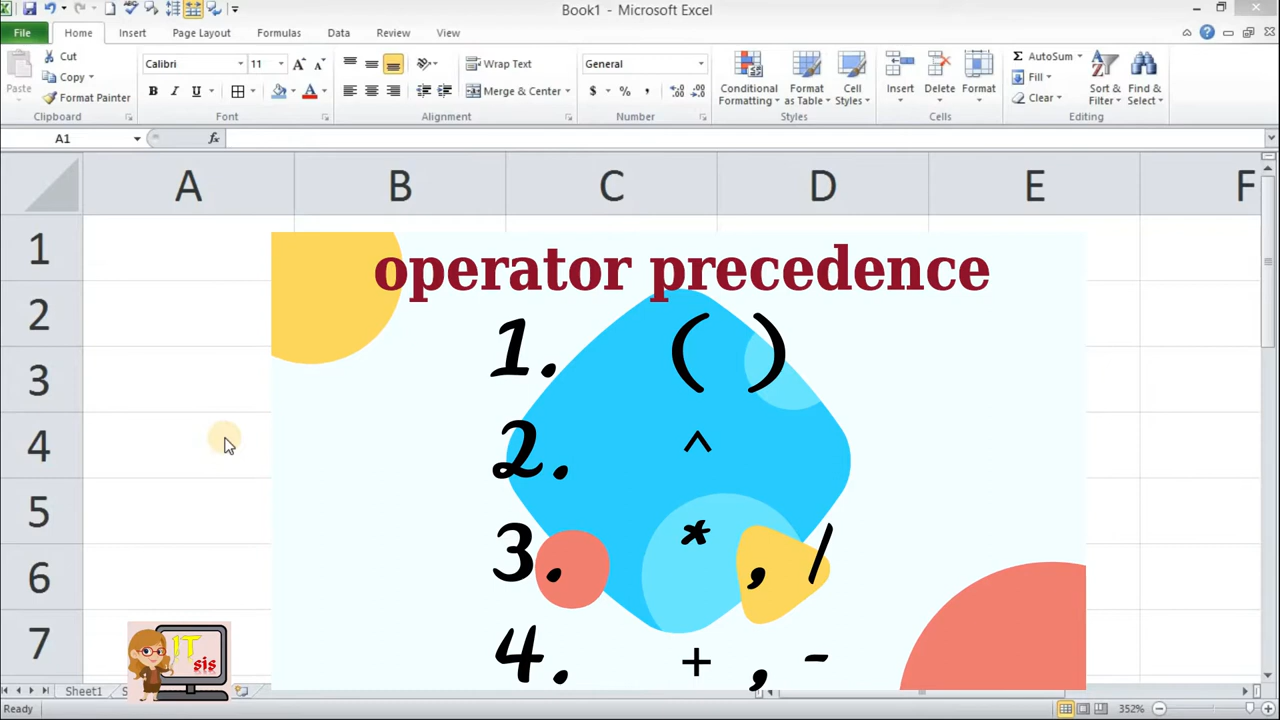 Book1 - Microsoft Excel
File Home Insert Page Layout Formulas Data Review View
Paste
Cut
Copy
Format Painter
Clipboard
Calibri 11
B I U
Font
Wrap Text
Merge & Center
Alignment
General
$ % ,
Number
Conditional Formatting
Format as Table
Cell Styles
Styles
Insert Delete Format
Cells
AutoSum
Fill
Clear
Sort & Filter
Find & Select
Editing
A1 fx
A B C D E F
1
2
3
4
5
6
7
operator precedence
1. ( )
2. ^
3. * , /
4. + , -
IT
sis
Sheet1 S
Ready 352%